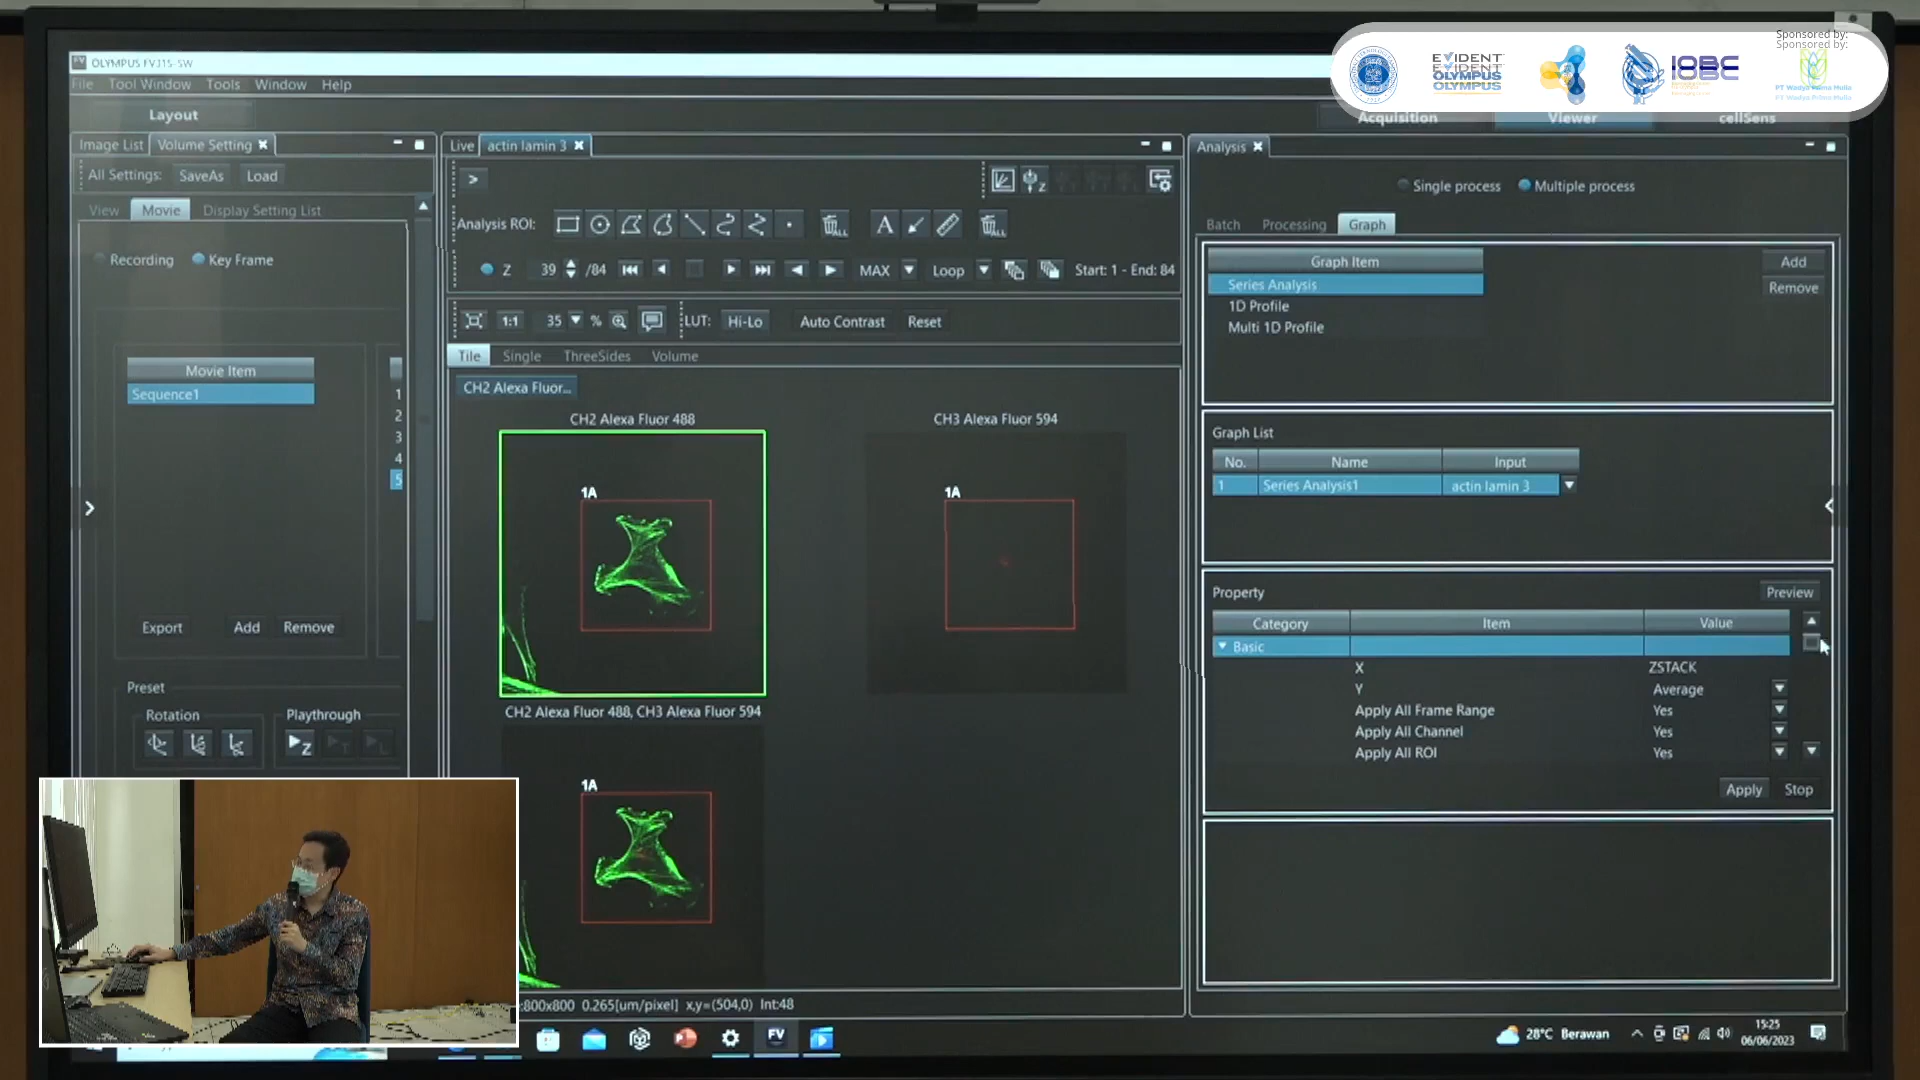 Sponsored by:
Sponsored by:
EVIDENT
EVIDENT
OLYMPUS
OLYMPUS
IOBC
OLYMPUS FV31S-SW
File Tool Window Tools Window Help
Layout
Acquisition Viewer cellSens
Image List Volume Setting
All Settings: SaveAs Load
View Movie Display Setting List
Recording Key Frame
Movie Item
Sequence1
1
2
3
4
5
Export Add Remove
Preset
Rotation Playthrough
Z
Live actin lamin 3
>
Z
Analysis ROI:
ALL A ALL
Z 39 /84 MAX Loop Start: 1 - End: 84
1:1 35 % LUT: Hi-Lo Auto Contrast Reset
Tile Single ThreeSides Volume
CH2 Alexa Fluor...
CH2 Alexa Fluor 488
CH3 Alexa Fluor 594
1A
1A
CH2 Alexa Fluor 488, CH3 Alexa Fluor 594
1A
:800x800 0.265[um/pixel] x,y=(504,0) Int:48
Analysis
Single process Multiple process
Batch Processing Graph
Graph Item
Series Analysis
1D Profile
Multi 1D Profile
Add
Remove
Graph List
No. Name Input
1 Series Analysis1 actin lamin 3
Property Preview
Category Item Value
Basic
X ZSTACK
Y Average
Apply All Frame Range Yes
Apply All Channel Yes
Apply All ROI Yes
Apply Stop
FV
28°C Berawan
15:25
06/06/2023